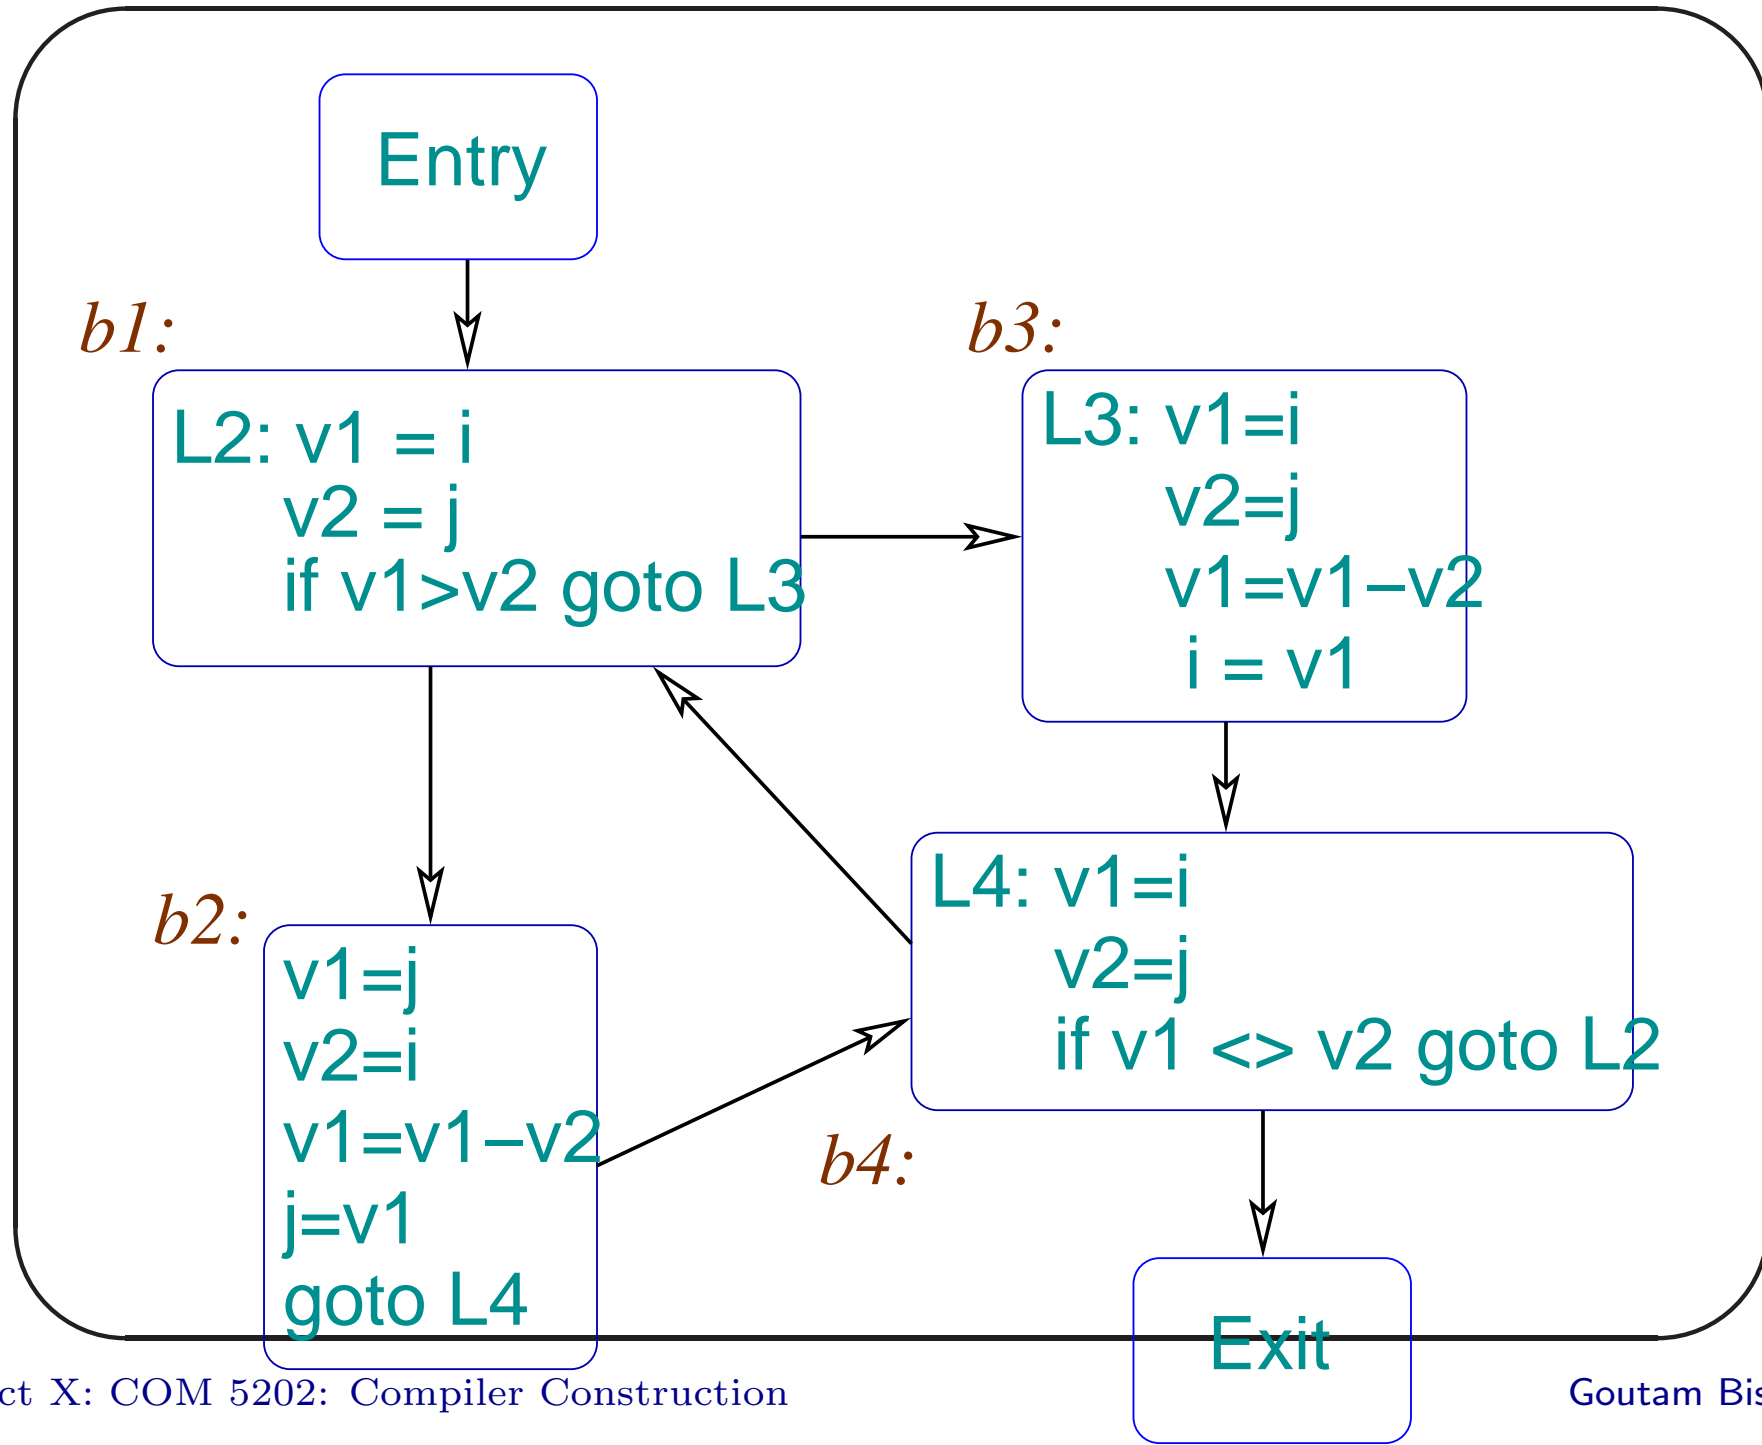 Entry
b1:
L2: v1 = i
v2 = j
if v1>v2 goto L3
b3:
L3: v1=i
v2=j
v1=v1−v2
i = v1
b2:
v1=j
v2=i
v1=v1−v2
j=v1
goto L4
L4: v1=i
v2=j
if v1 <> v2 goto L2
b4:
Exit
ct X: COM 5202: Compiler Construction
Goutam Bis